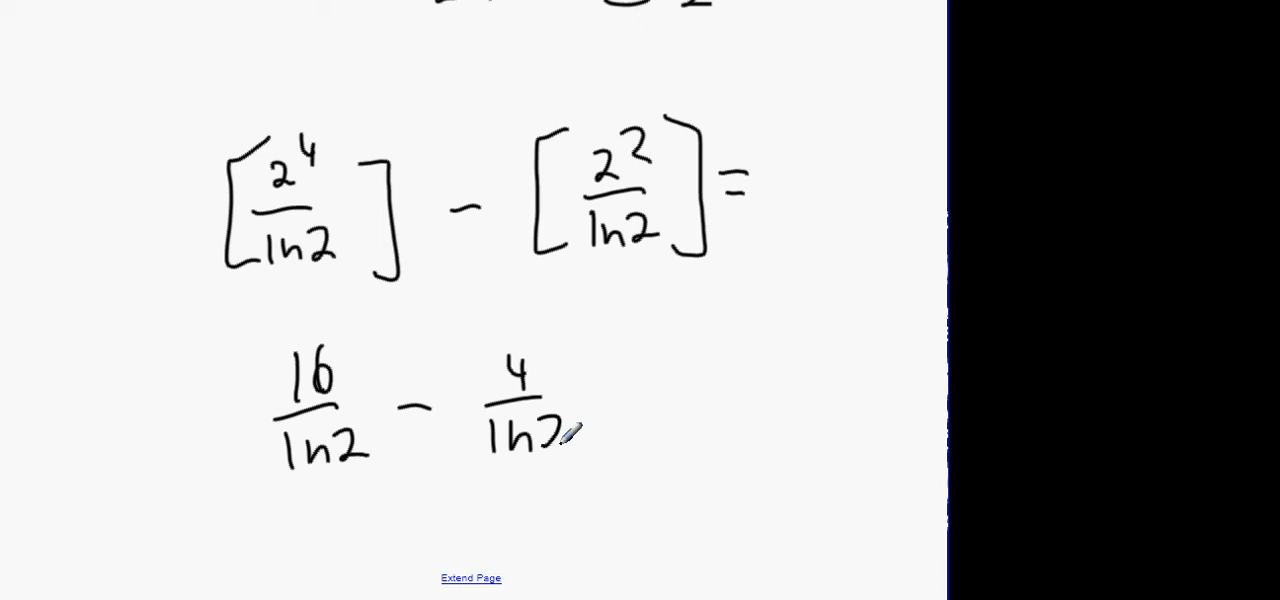 [2^4/ln2] - [2^2/ln2] =
16/ln2 - 4/ln2
Extend Page